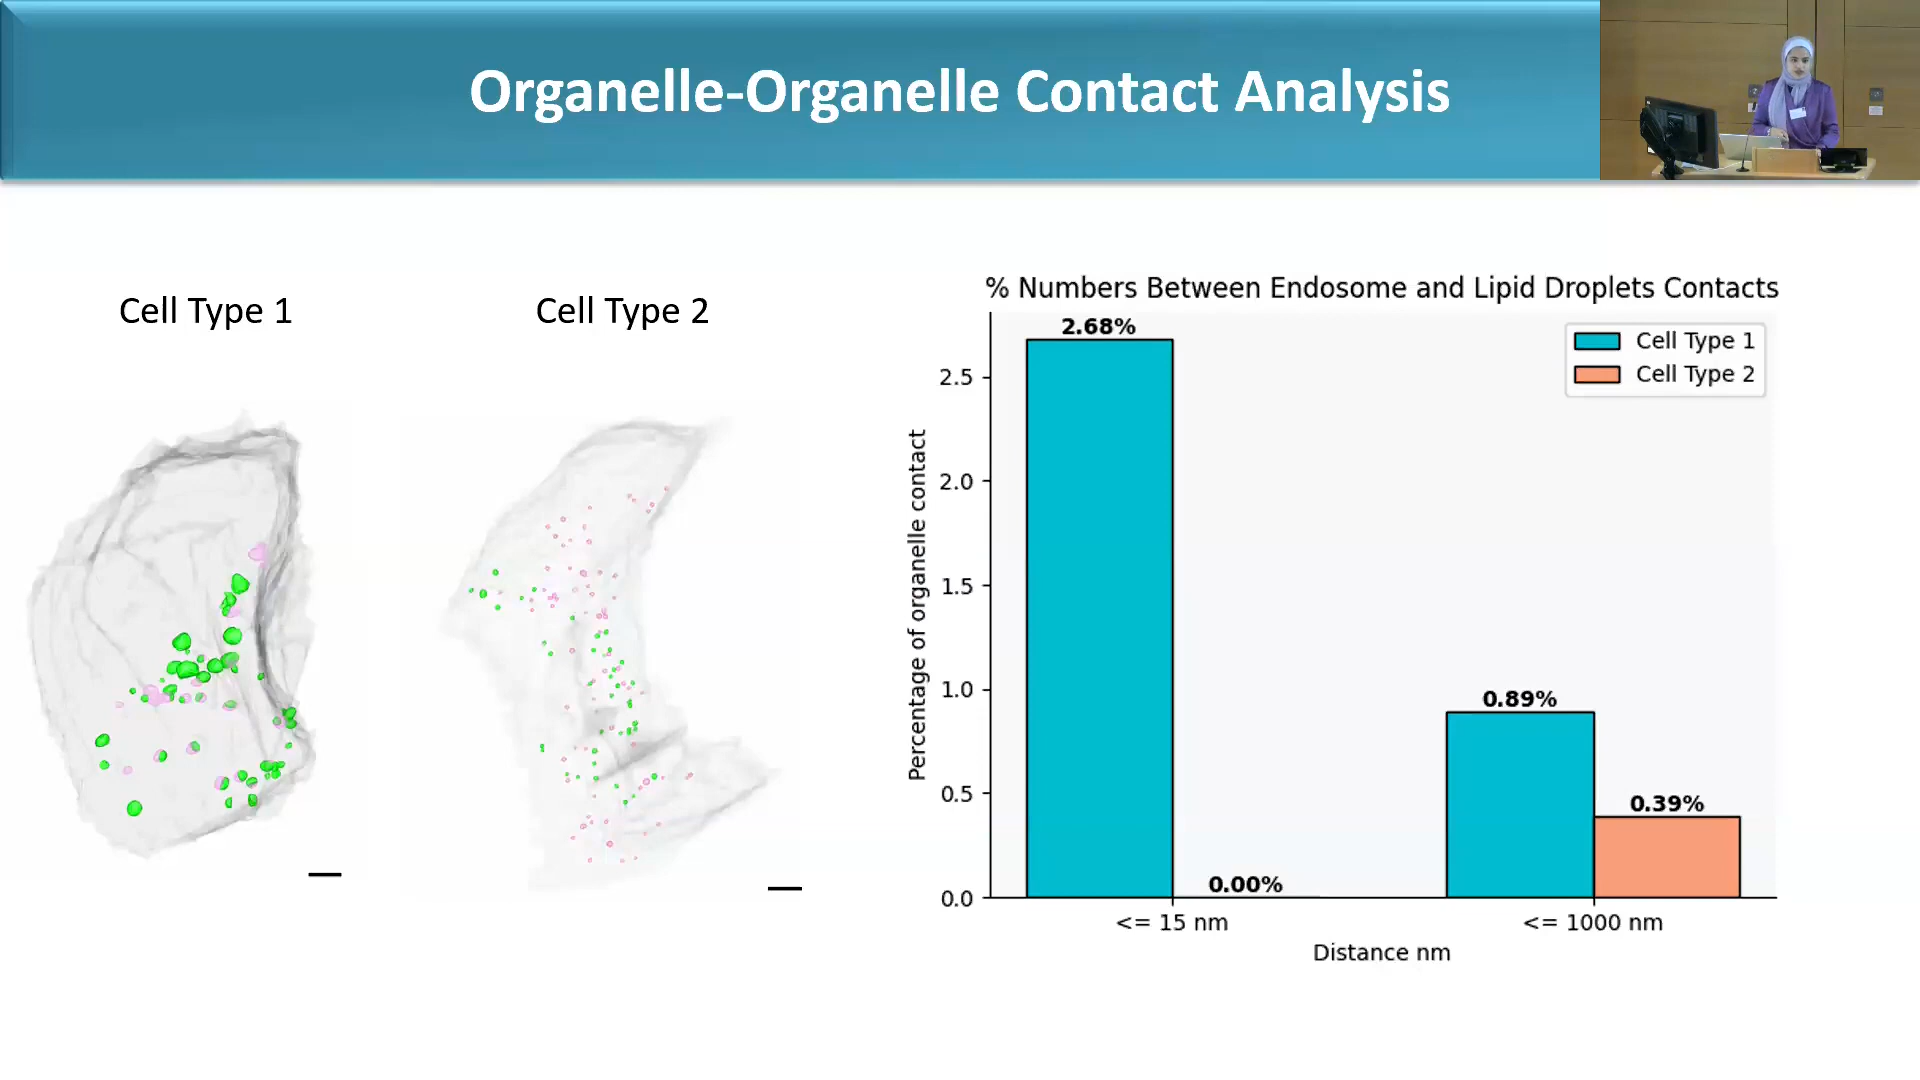 Organelle-Organelle Contact Analysis
Cell Type 1
Cell Type 2
% Numbers Between Endosome and Lipid Droplets Contacts
2.68%
Cell Type 1
Cell Type 2
2.5
2.0
1.5
1.0
0.5
0.0
Percentage of organelle contact
0.89%
0.39%
0.00%
<= 15 nm
<= 1000 nm
Distance nm